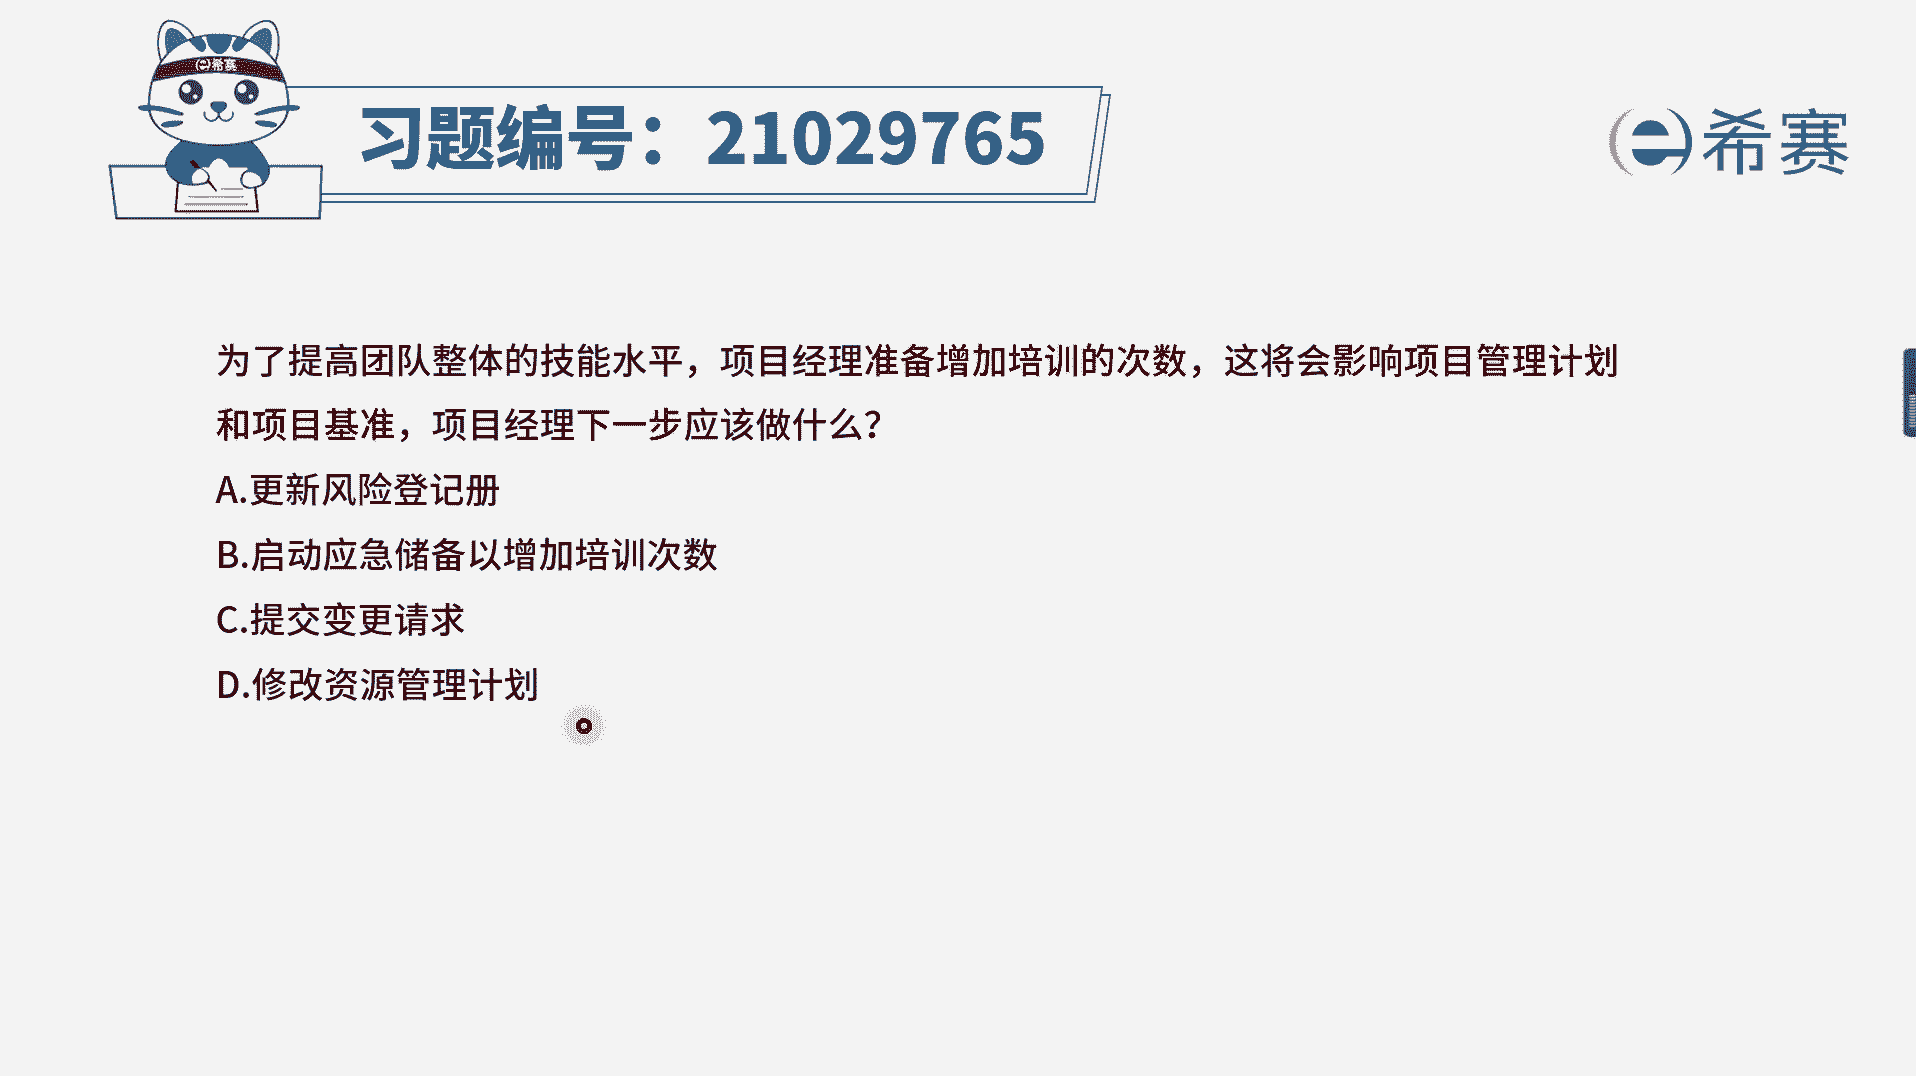 希赛
习题编号：21029765
希赛
为了提高团队整体的技能水平，项目经理准备增加培训的次数，这将会影响项目管理计划
和项目基准，项目经理下一步应该做什么？
A.更新风险登记册
B.启动应急储备以增加培训次数
C.提交变更请求
D.修改资源管理计划